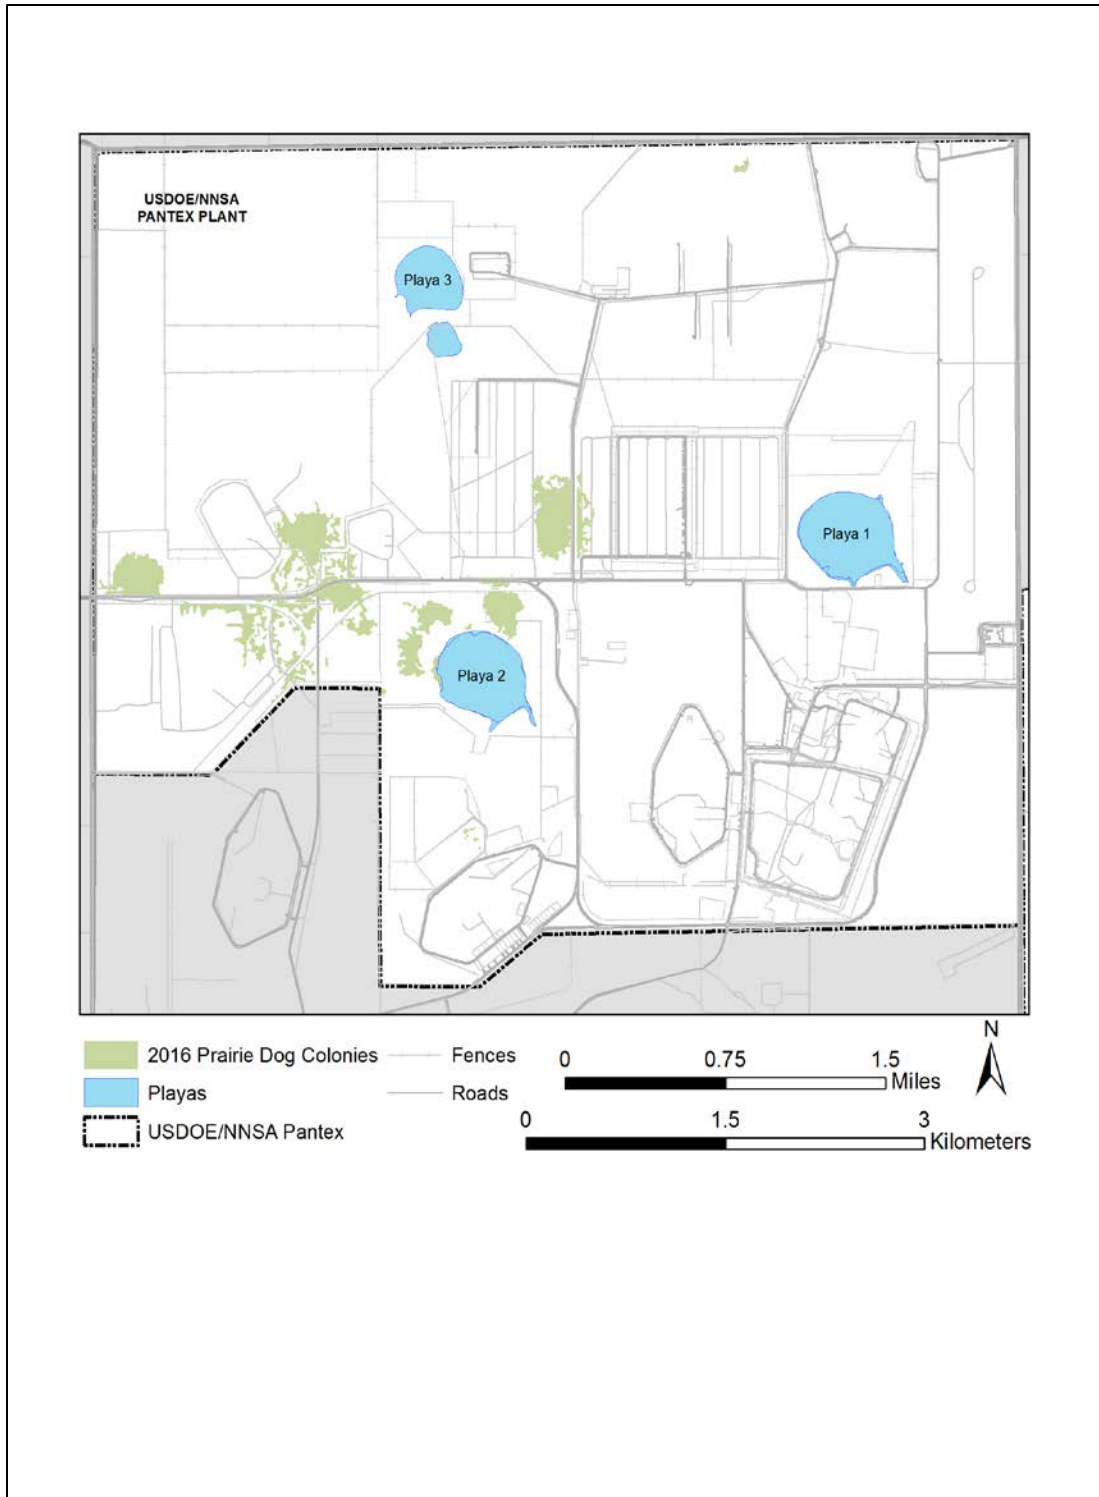 USDOE/NNSA
PANTEX PLANT
Playa 3
Playa 1
Playa 2
2016 Prairie Dog Colonies
Playas
USDOE/NNSA Pantex
Fences
Roads
0 0.75 1.5
Miles
0 1.5 3
Kilometers
N